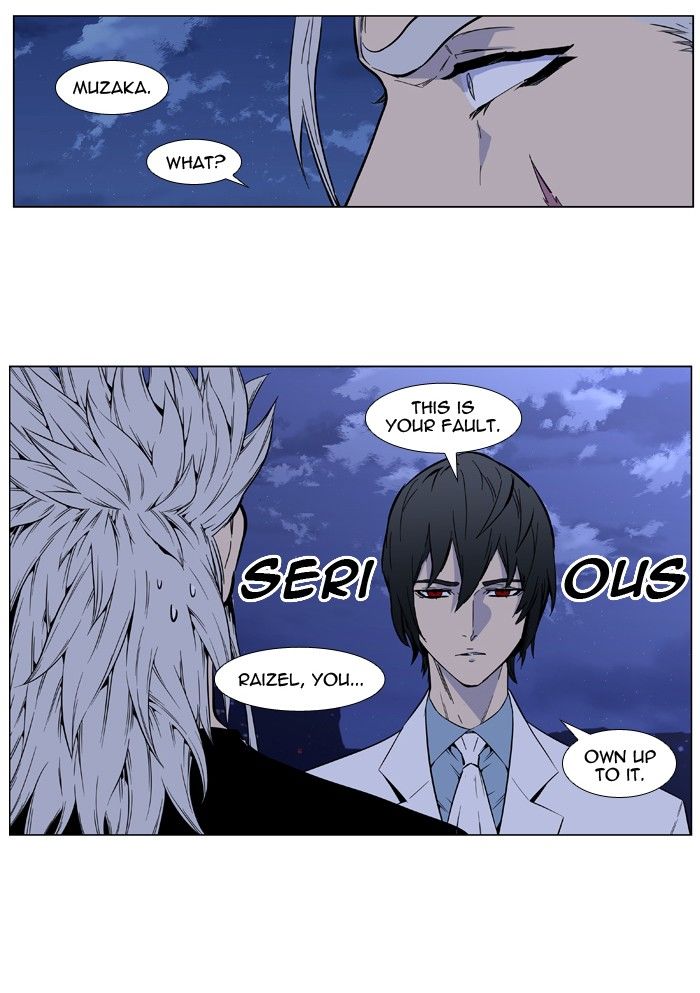 MUZAKA.
WHAT?
THIS IS
YOUR FAULT.
SERI OUS
RAIZEL, YOU...
OWN UP
TO IT.